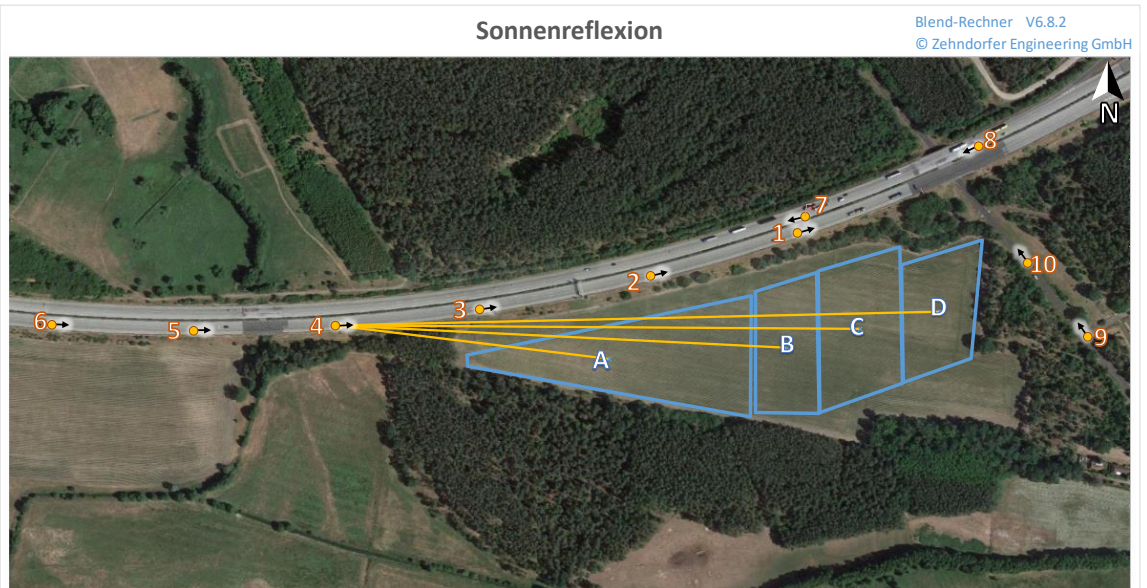 Sonnenreflexion
Blend-Rechner V6.8.2
© Zehndorfer Engineering GmbH
N
8
7
1
10
2
D
3
6
4
C
5
9
B
A